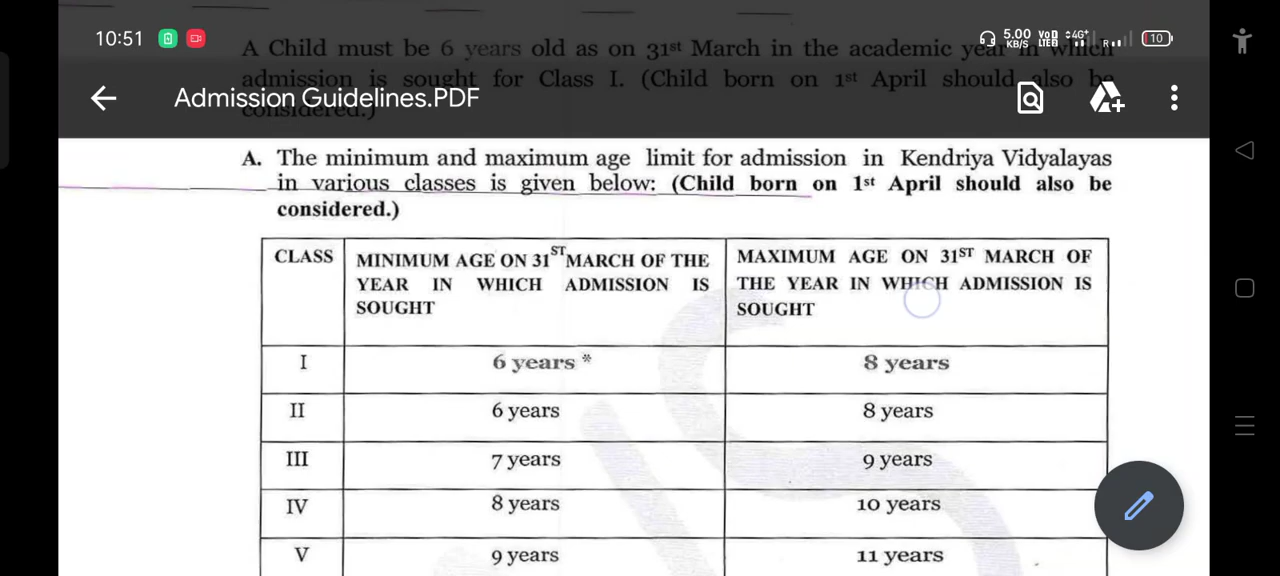 10:51
5.00 KB/S
4G+
R
10
A Child must be 6 years old as on 31st March in the academic year in which
admission is sought for Class I. (Child born on 1st April should also be
considered.)
Admission Guidelines.PDF
A. The minimum and maximum age limit for admission in Kendriya Vidyalayas
in various classes is given below: (Child born on 1st April should also be
considered.)
CLASS
MINIMUM AGE ON 31ST MARCH OF THE
YEAR IN WHICH ADMISSION IS
SOUGHT
MAXIMUM AGE ON 31ST MARCH OF
THE YEAR IN WHICH ADMISSION IS
SOUGHT
I 6 years * 8 years
II 6 years 8 years
III 7 years 9 years
IV 8 years 10 years
V 9 years 11 years